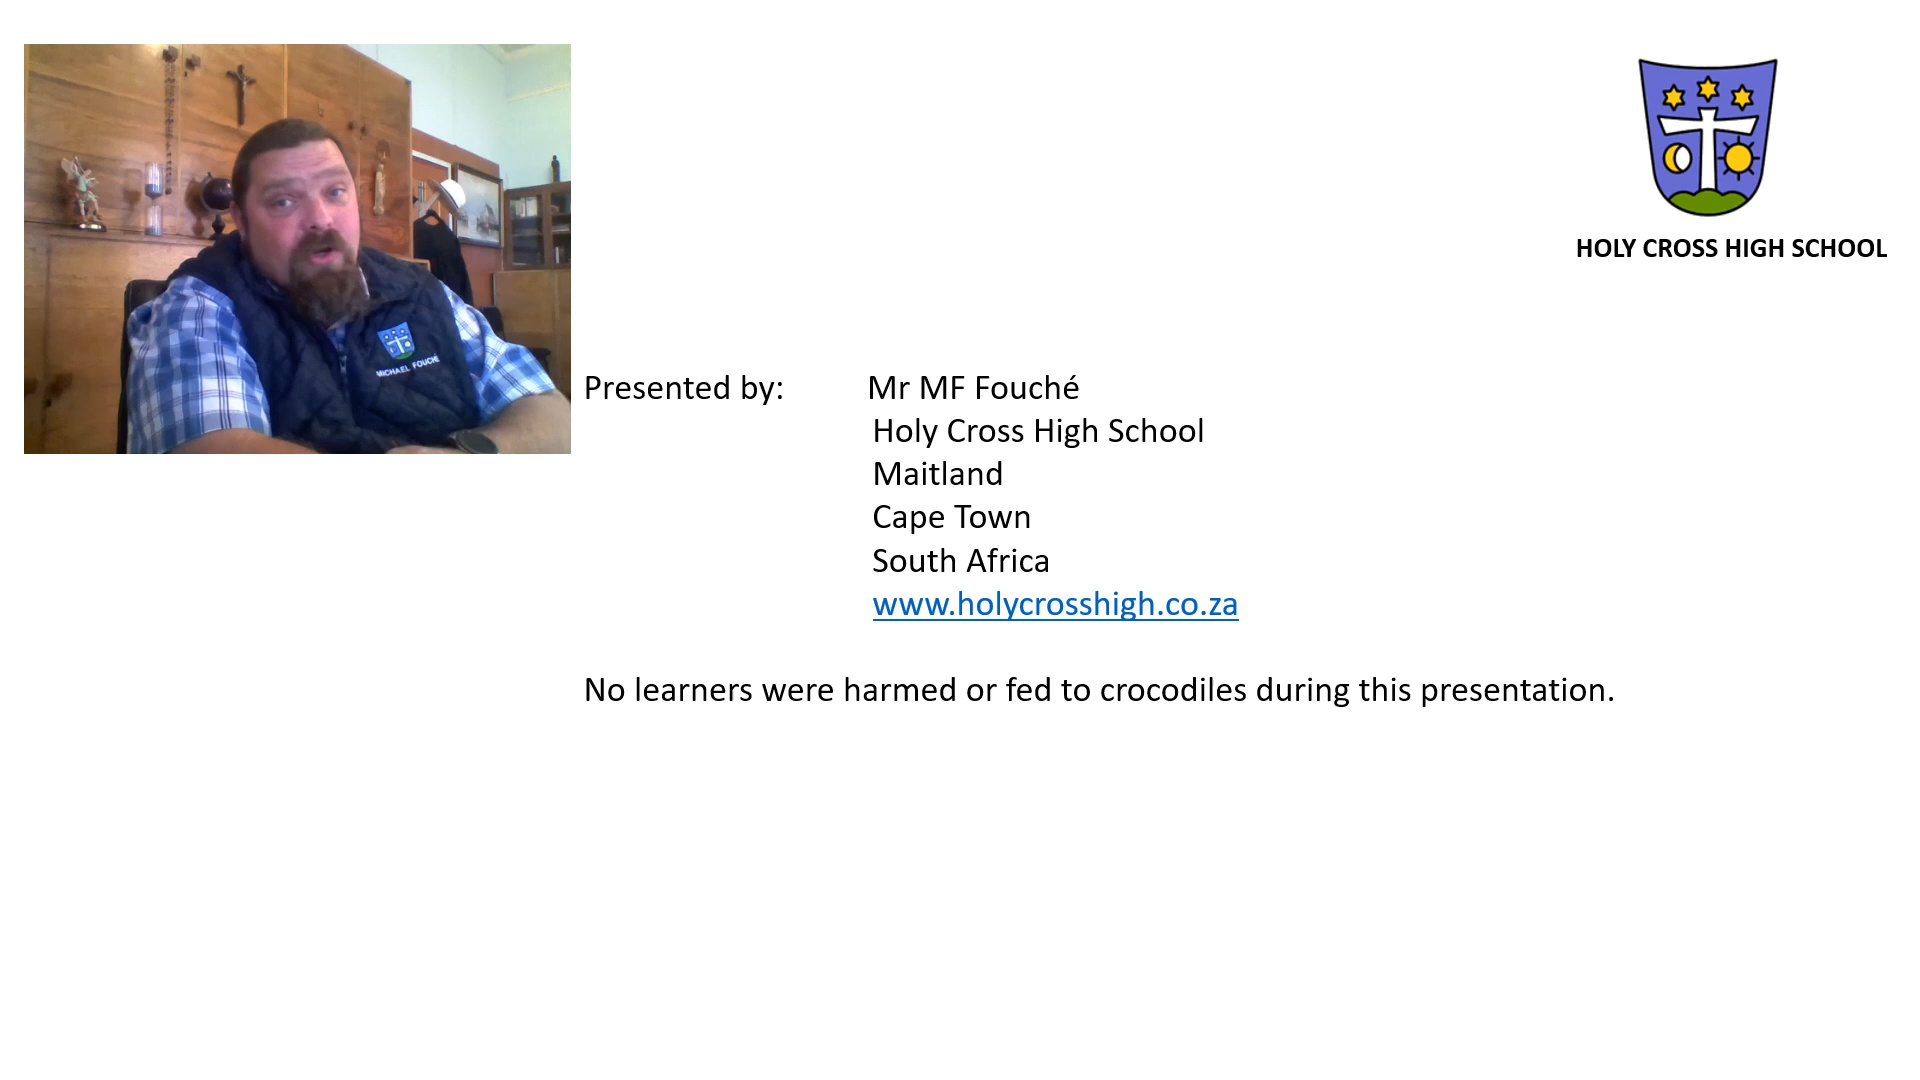 HOLY CROSS HIGH SCHOOL
MICHAEL FOUCHÉ
Presented by: Mr MF Fouché
Holy Cross High School
Maitland
Cape Town
South Africa
www.holycrosshigh.co.za
No learners were harmed or fed to crocodiles during this presentation.